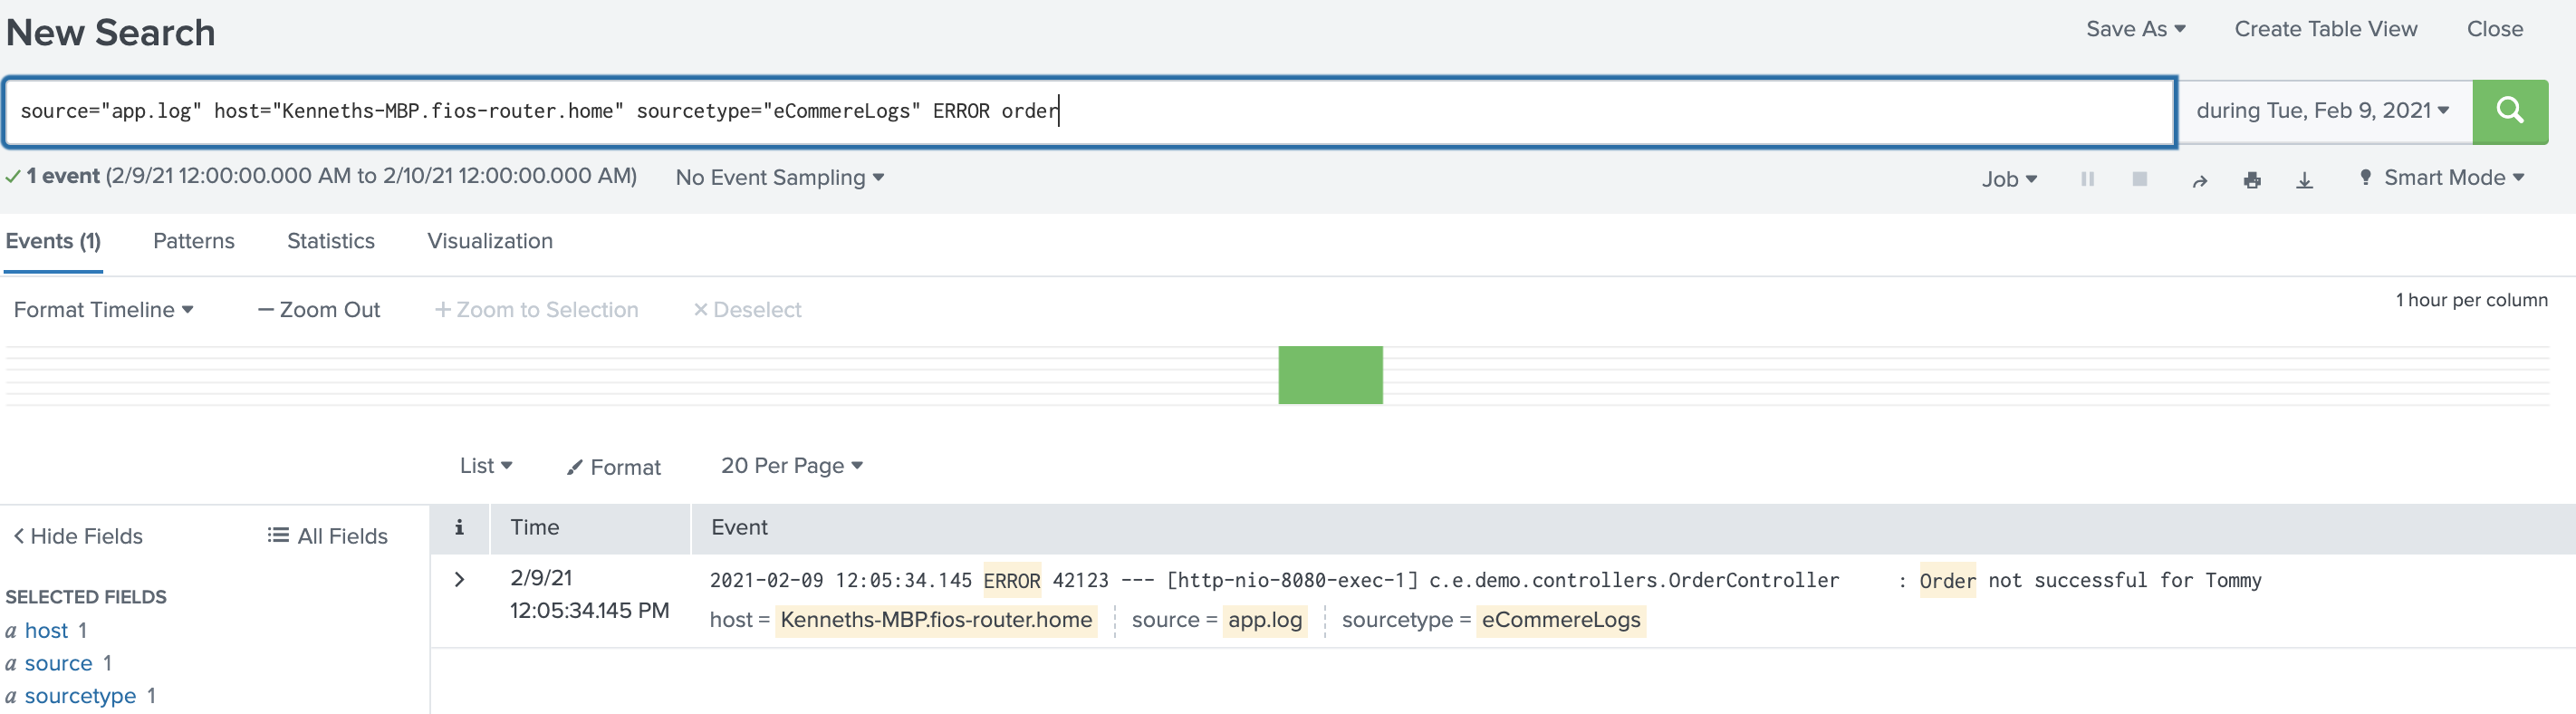 New Search
Save As Create Table View Close
source="app.log" host="Kenneths-MBP.fios-router.home" sourcetype="eCommereLogs" ERROR order
during Tue, Feb 9, 2021
1 event (2/9/21 12:00:00.000 AM to 2/10/21 12:00:00.000 AM) No Event Sampling
Job Smart Mode
Events (1) Patterns Statistics Visualization
Format Timeline — Zoom Out + Zoom to Selection × Deselect
1 hour per column
List Format 20 Per Page
< Hide Fields All Fields
i Time Event
SELECTED FIELDS
a host 1
a source 1
a sourcetype 1
> 2/9/21
12:05:34.145 PM
2021-02-09 12:05:34.145 ERROR 42123 --- [http-nio-8080-exec-1] c.e.demo.controllers.OrderController : Order not successful for Tommy
host = Kenneths-MBP.fios-router.home source = app.log sourcetype = eCommereLogs